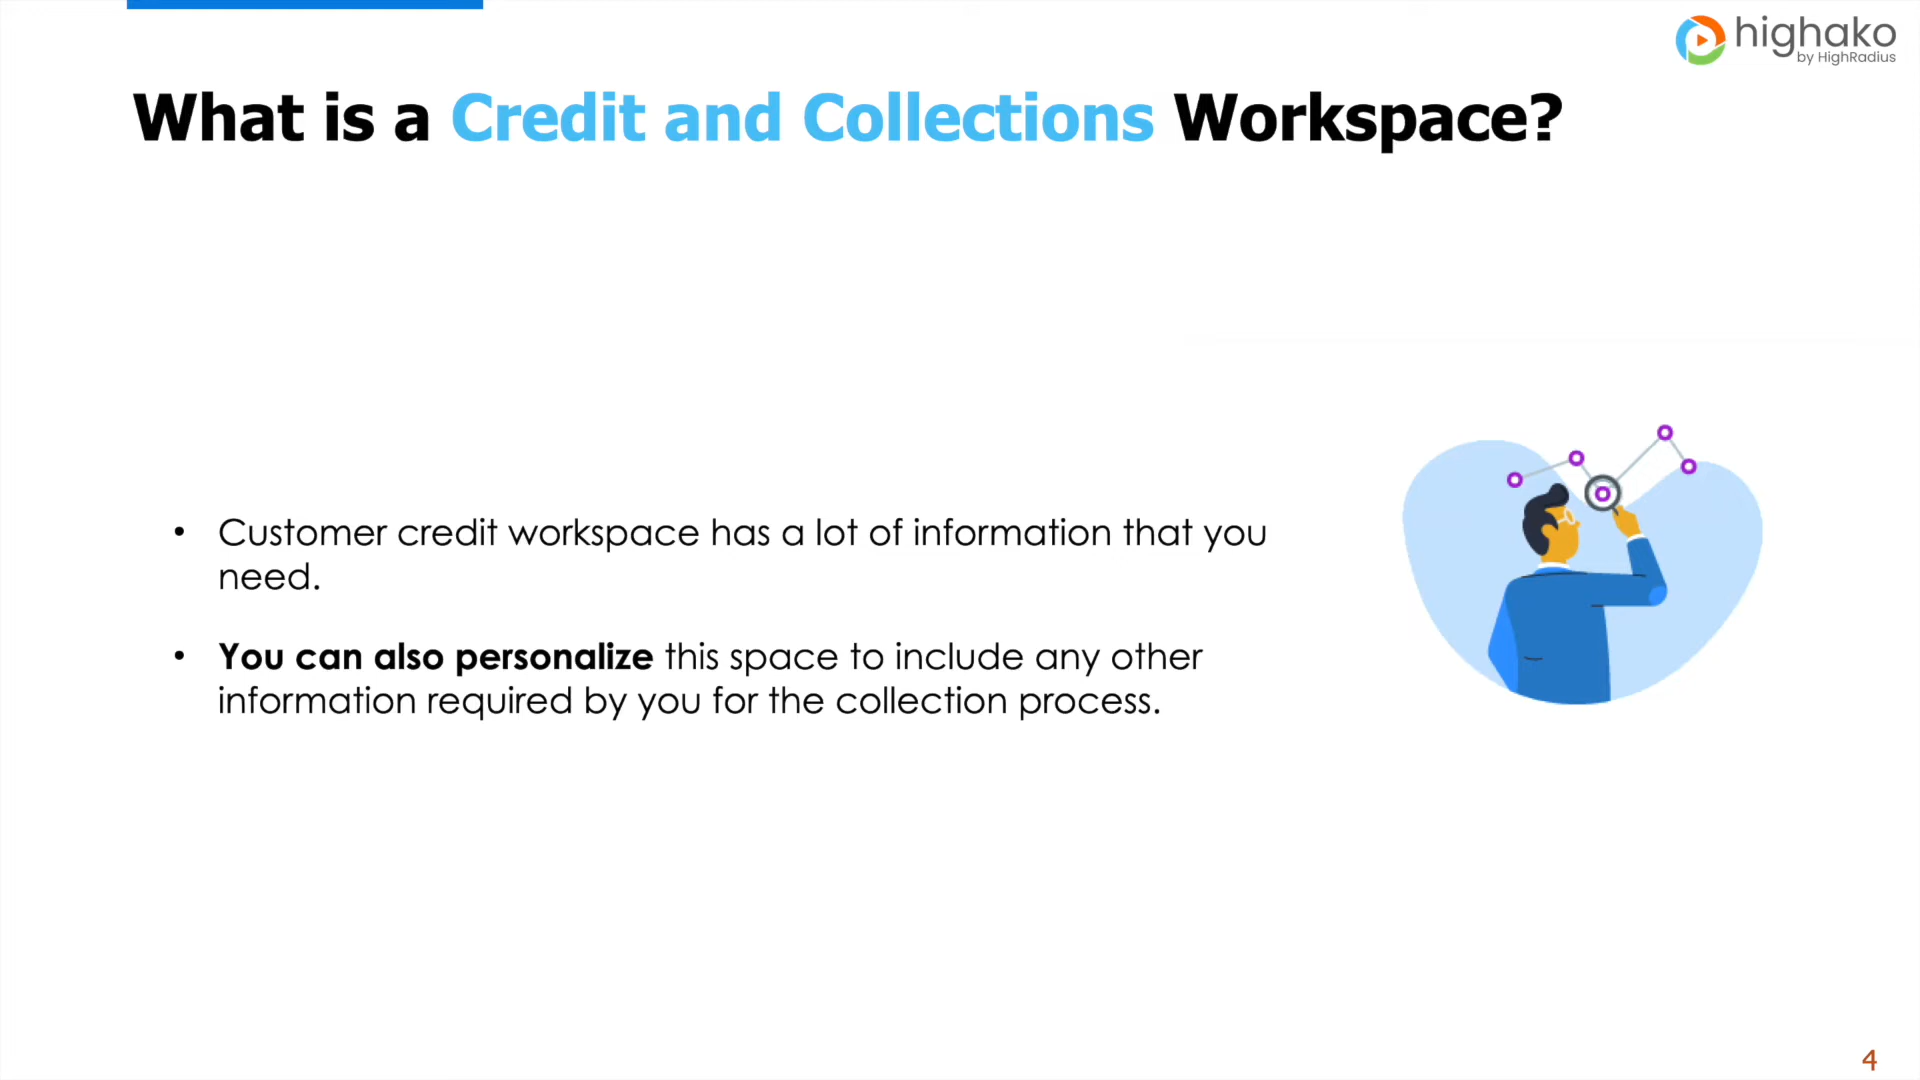 highako
by HighRadius
What is a Credit and Collections Workspace?
• Customer credit workspace has a lot of information that you
need.
• You can also personalize this space to include any other
information required by you for the collection process.
4